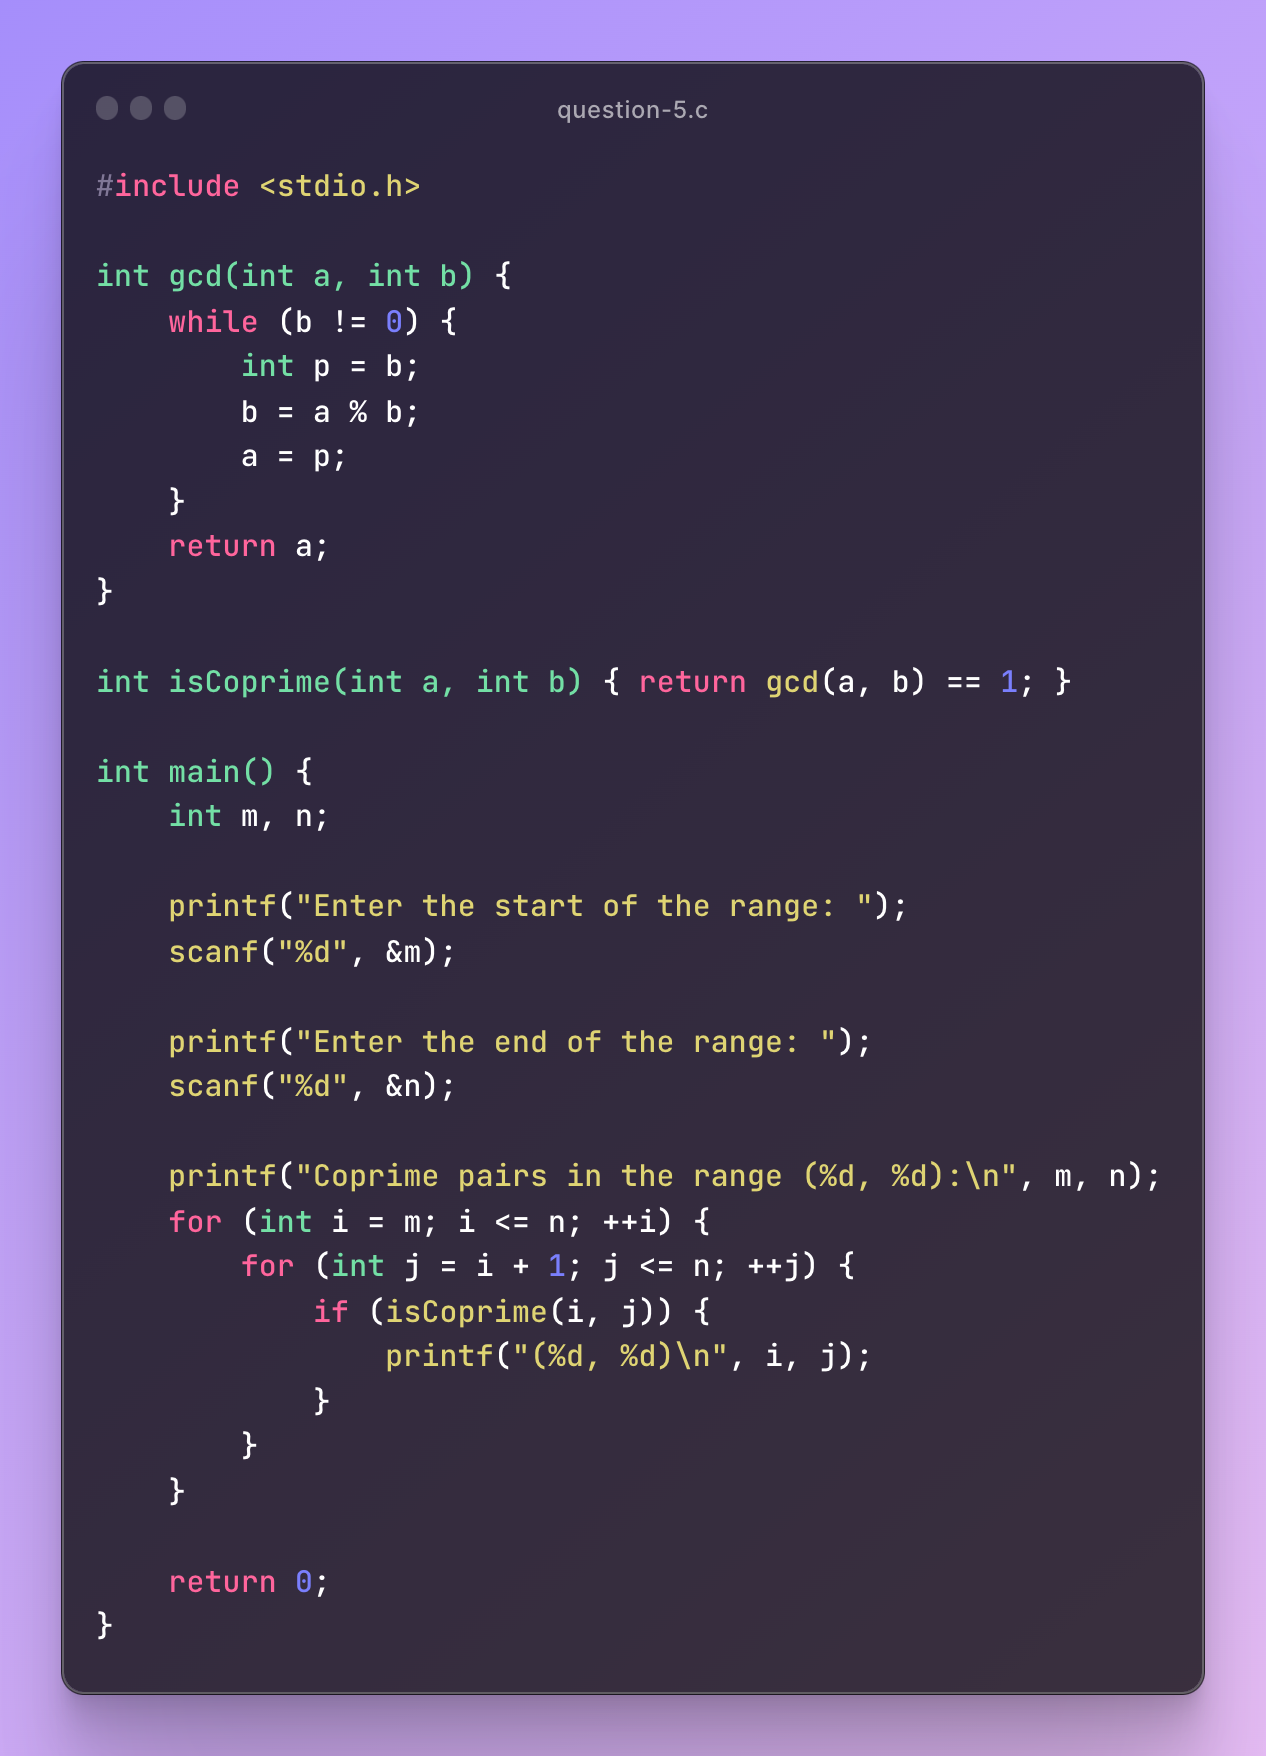 question-5.c
#include <stdio.h>
int gcd(int a, int b) {
    while (b != 0) {
        int p = b;
        b = a % b;
        a = p;
    }
    return a;
}
int isCoprime(int a, int b) { return gcd(a, b) == 1; }
int main() {
    int m, n;
    printf("Enter the start of the range: ");
    scanf("%d", &m);
    printf("Enter the end of the range: ");
    scanf("%d", &n);
    printf("Coprime pairs in the range (%d, %d):\n", m, n);
    for (int i = m; i <= n; ++i) {
        for (int j = i + 1; j <= n; ++j) {
            if (isCoprime(i, j)) {
                printf("(%d, %d)\n", i, j);
            }
        }
    }
    return 0;
}